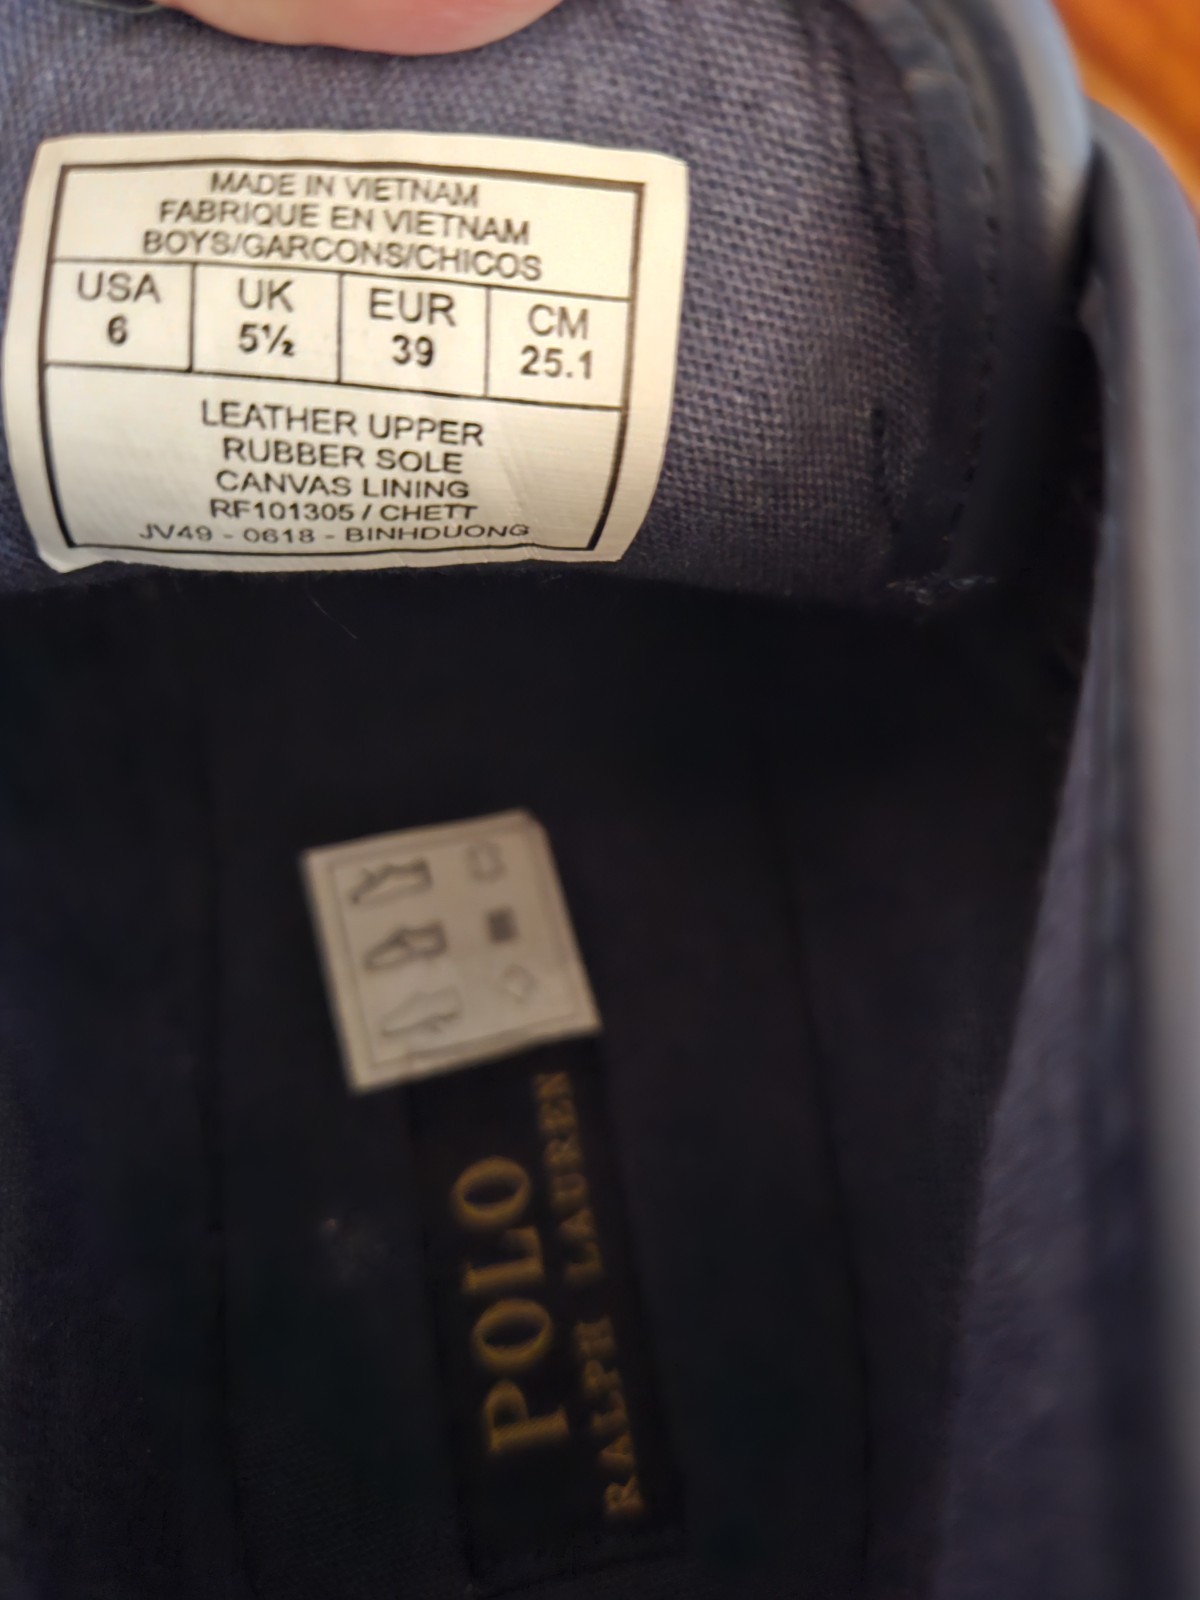 MADE IN VIETNAM
FABRIQUE EN VIETNAM
BOYS/GARCONS/CHICOS
USA UK EUR CM
6 5½ 39 25.1
LEATHER UPPER
RUBBER SOLE
CANVAS LINING
RF101305 / CHETT
JV49 - 0618 - BINHDUONG
POLO
RALPH LAUREN